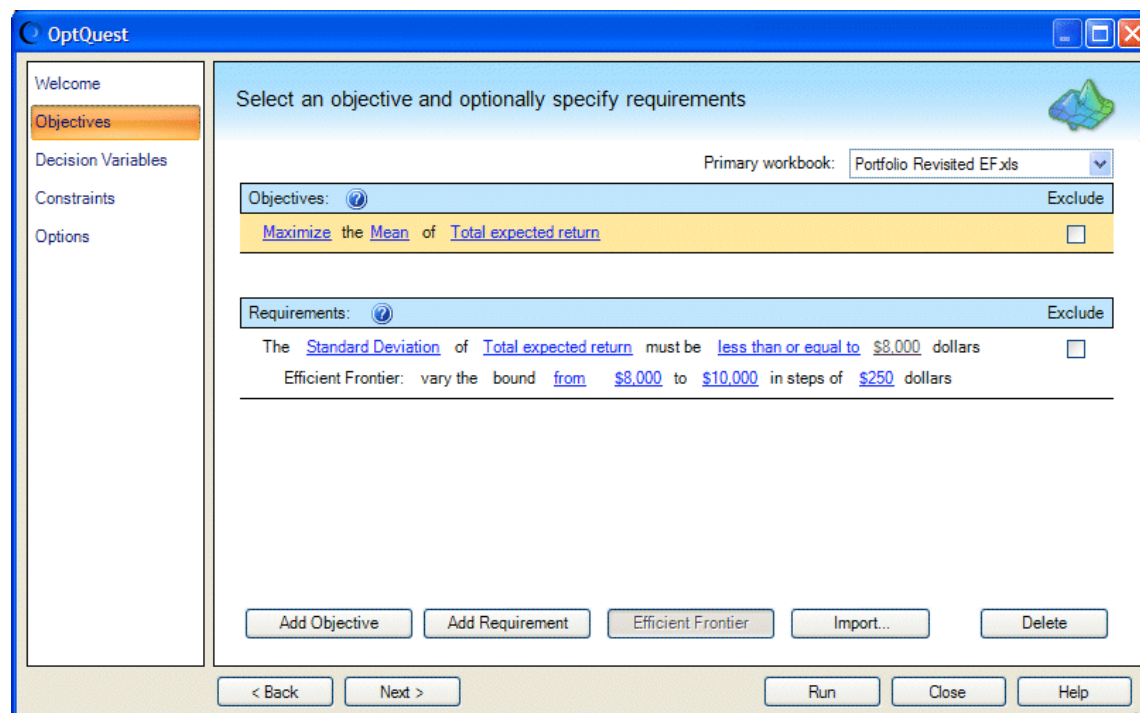 OptQuest
Welcome
Objectives
Decision Variables
Constraints
Options
Select an objective and optionally specify requirements
Primary workbook: Portfolio Revisited EF.xls
Objectives: ? Exclude
Maximize the Mean of Total expected return
Requirements: ? Exclude
The Standard Deviation of Total expected return must be less than or equal to $8,000 dollars
Efficient Frontier: vary the bound from $8,000 to $10,000 in steps of $250 dollars
Add Objective Add Requirement Efficient Frontier Import... Delete
< Back Next > Run Close Help